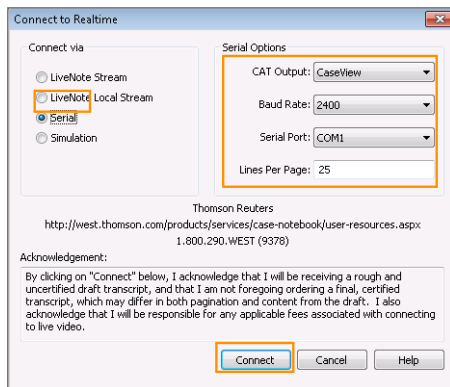 Connect to Realtime
Connect via
LiveNote Stream
LiveNote Local Stream
Serial
Simulation
Serial Options
CAT Output: CaseView
Baud Rate: 2400
Serial Port: COM1
Lines Per Page: 25
Thomson Reuters
http://west.thomson.com/products/services/case-notebook/user-resources.aspx
1.800.290.WEST (9378)
Acknowledgement:
By clicking on "Connect" below, I acknowledge that I will be receiving a rough and
uncertified draft transcript, and that I am not foregoing ordering a final, certified
transcript, which may differ in both pagination and content from the draft. I also
acknowledge that I will be responsible for any applicable fees associated with connecting
to live video.
Connect
Cancel
Help